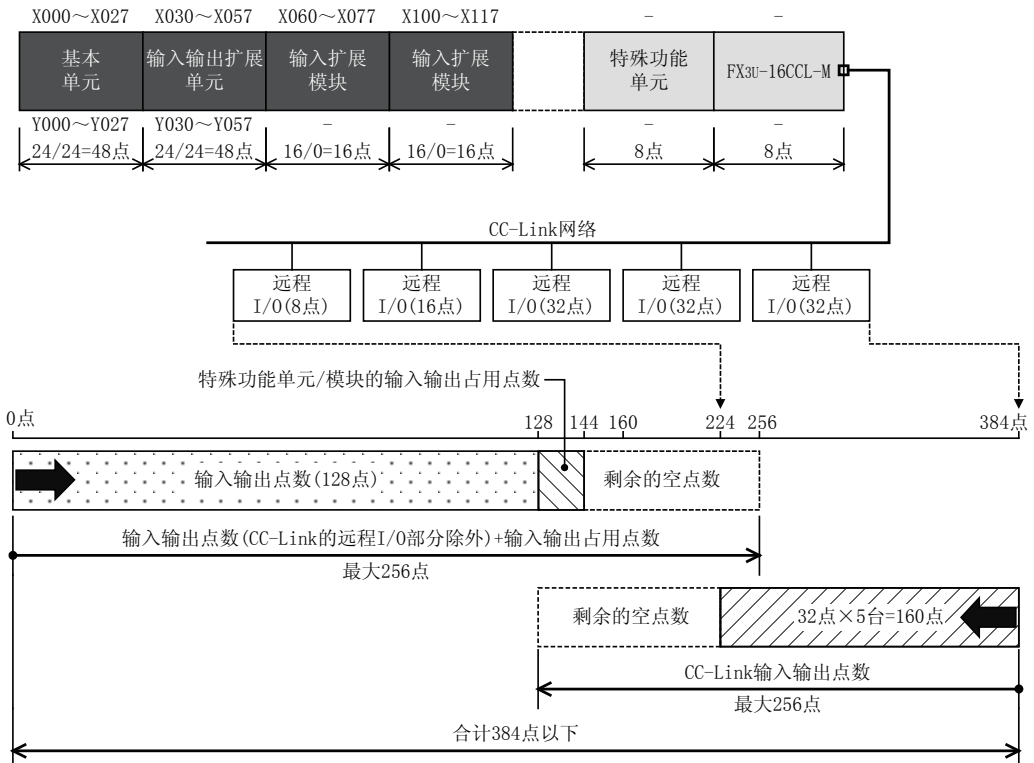 X000～X027 X030～X057 X060～X077 X100～X117 - -
基本
单元
输入输出扩展
单元
输入扩展
模块
输入扩展
模块
特殊功能
单元
FX3U-16CCL-M
Y000～Y027 Y030～Y057 - - - -
24/24=48点 24/24=48点 16/0=16点 16/0=16点 8点 8点
CC-Link网络
远程
I/O(8点)
远程
I/O(16点)
远程
I/O(32点)
远程
I/O(32点)
远程
I/O(32点)
特殊功能单元/模块的输入输出占用点数
0点 128 144 160 224 256 384点
输入输出点数(128点)
剩余的空点数
输入输出点数(CC-Link的远程I/O部分除外)+输入输出占用点数
最大256点
剩余的空点数
32点×5台=160点
CC-Link输入输出点数
最大256点
合计384点以下